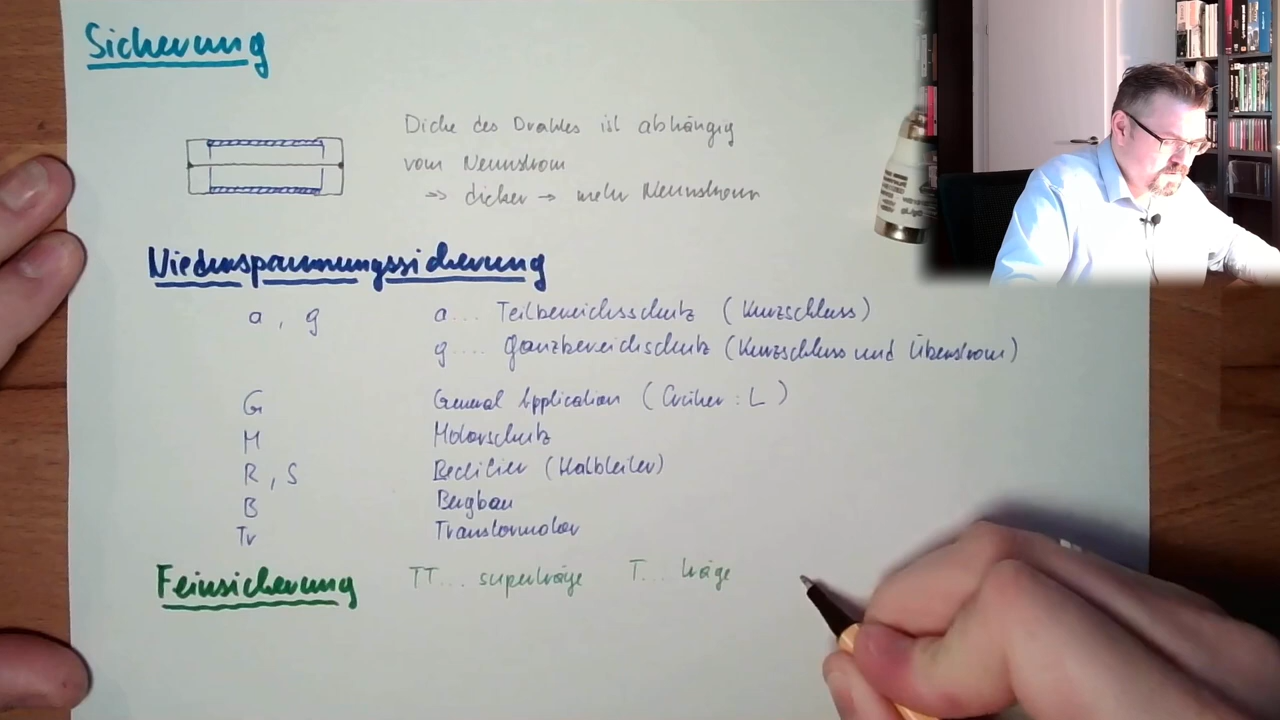 Sicherung
Dicke des Drahtes ist abhängig
vom Nennstrom
=> dicker → mehr Nennstrom
Niederspannungssicherung
a, g a... Teilbereichsschutz (Kurzschluss)
g.... Ganzbereichschutz (Kurzschluss und Überstrom)
G General Application (früher: L)
M Motorschutz
R, S Rectifier (Halbleiter)
B Bergbau
Tr Transformator
Feinsicherung TT... superträge T... träge